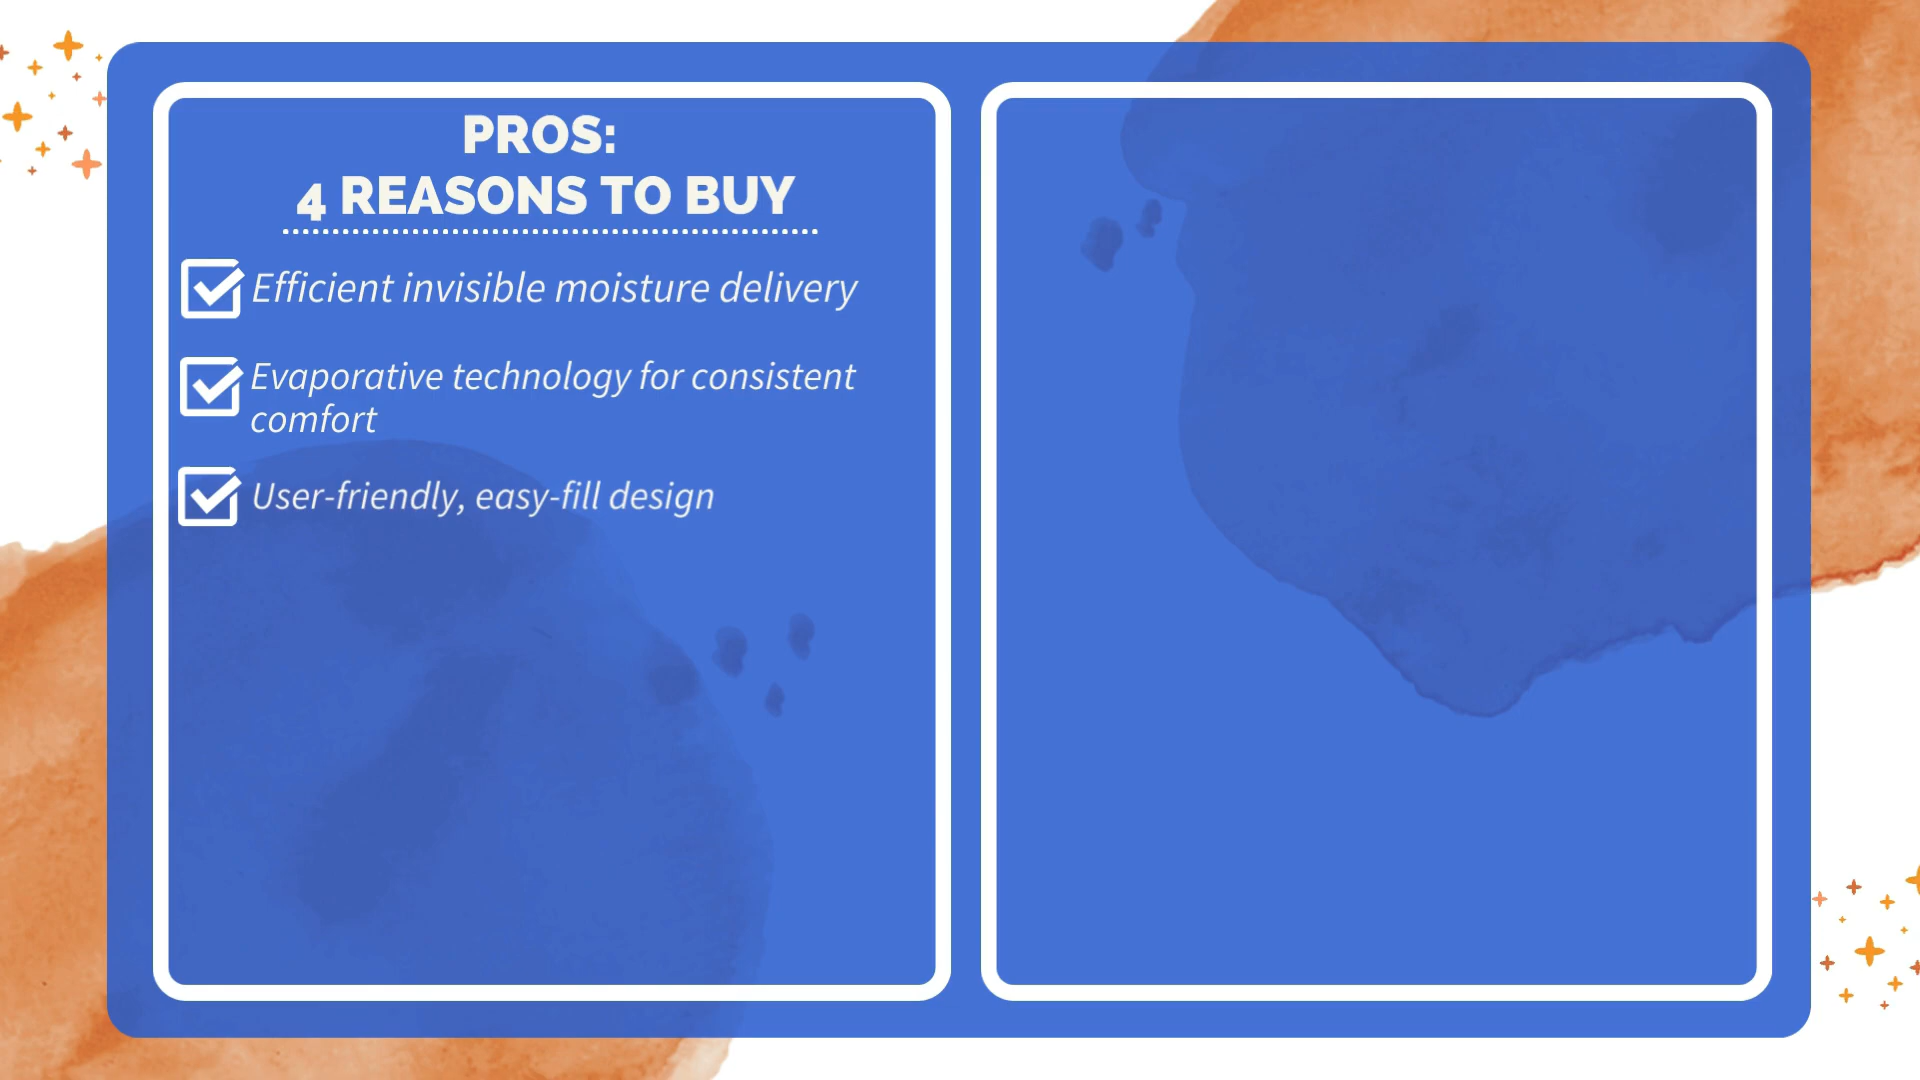 PROS:
4 REASONS TO BUY
Efficient invisible moisture delivery
Evaporative technology for consistent
comfort
User-friendly, easy-fill design